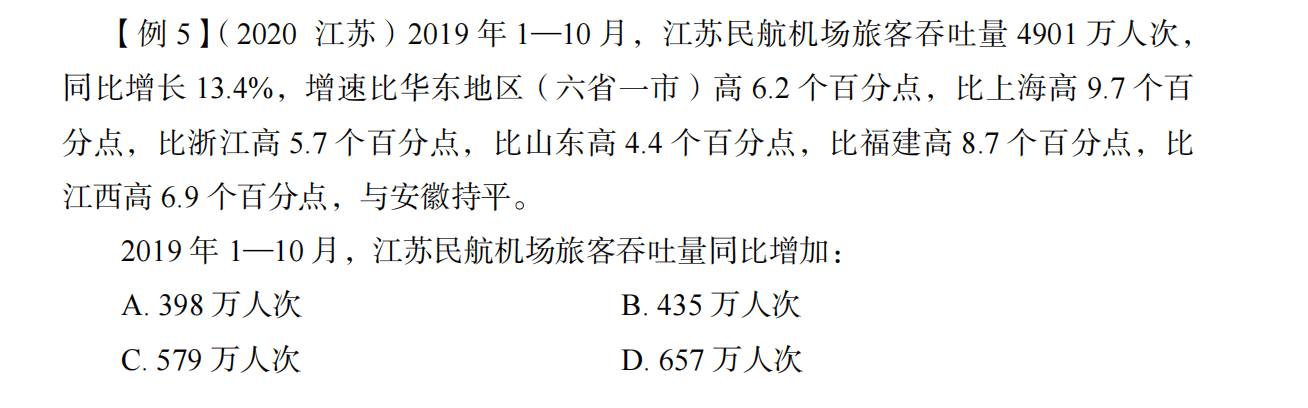 【例 5】（2020 江苏）2019 年 1—10 月，江苏民航机场旅客吞吐量 4901 万人次，
同比增长 13.4%，增速比华东地区（六省一市）高 6.2 个百分点，比上海高 9.7 个百
分点，比浙江高 5.7 个百分点，比山东高 4.4 个百分点，比福建高 8.7 个百分点，比
江西高 6.9 个百分点，与安徽持平。
2019 年 1—10 月，江苏民航机场旅客吞吐量同比增加：
A. 398 万人次 B. 435 万人次
C. 579 万人次 D. 657 万人次